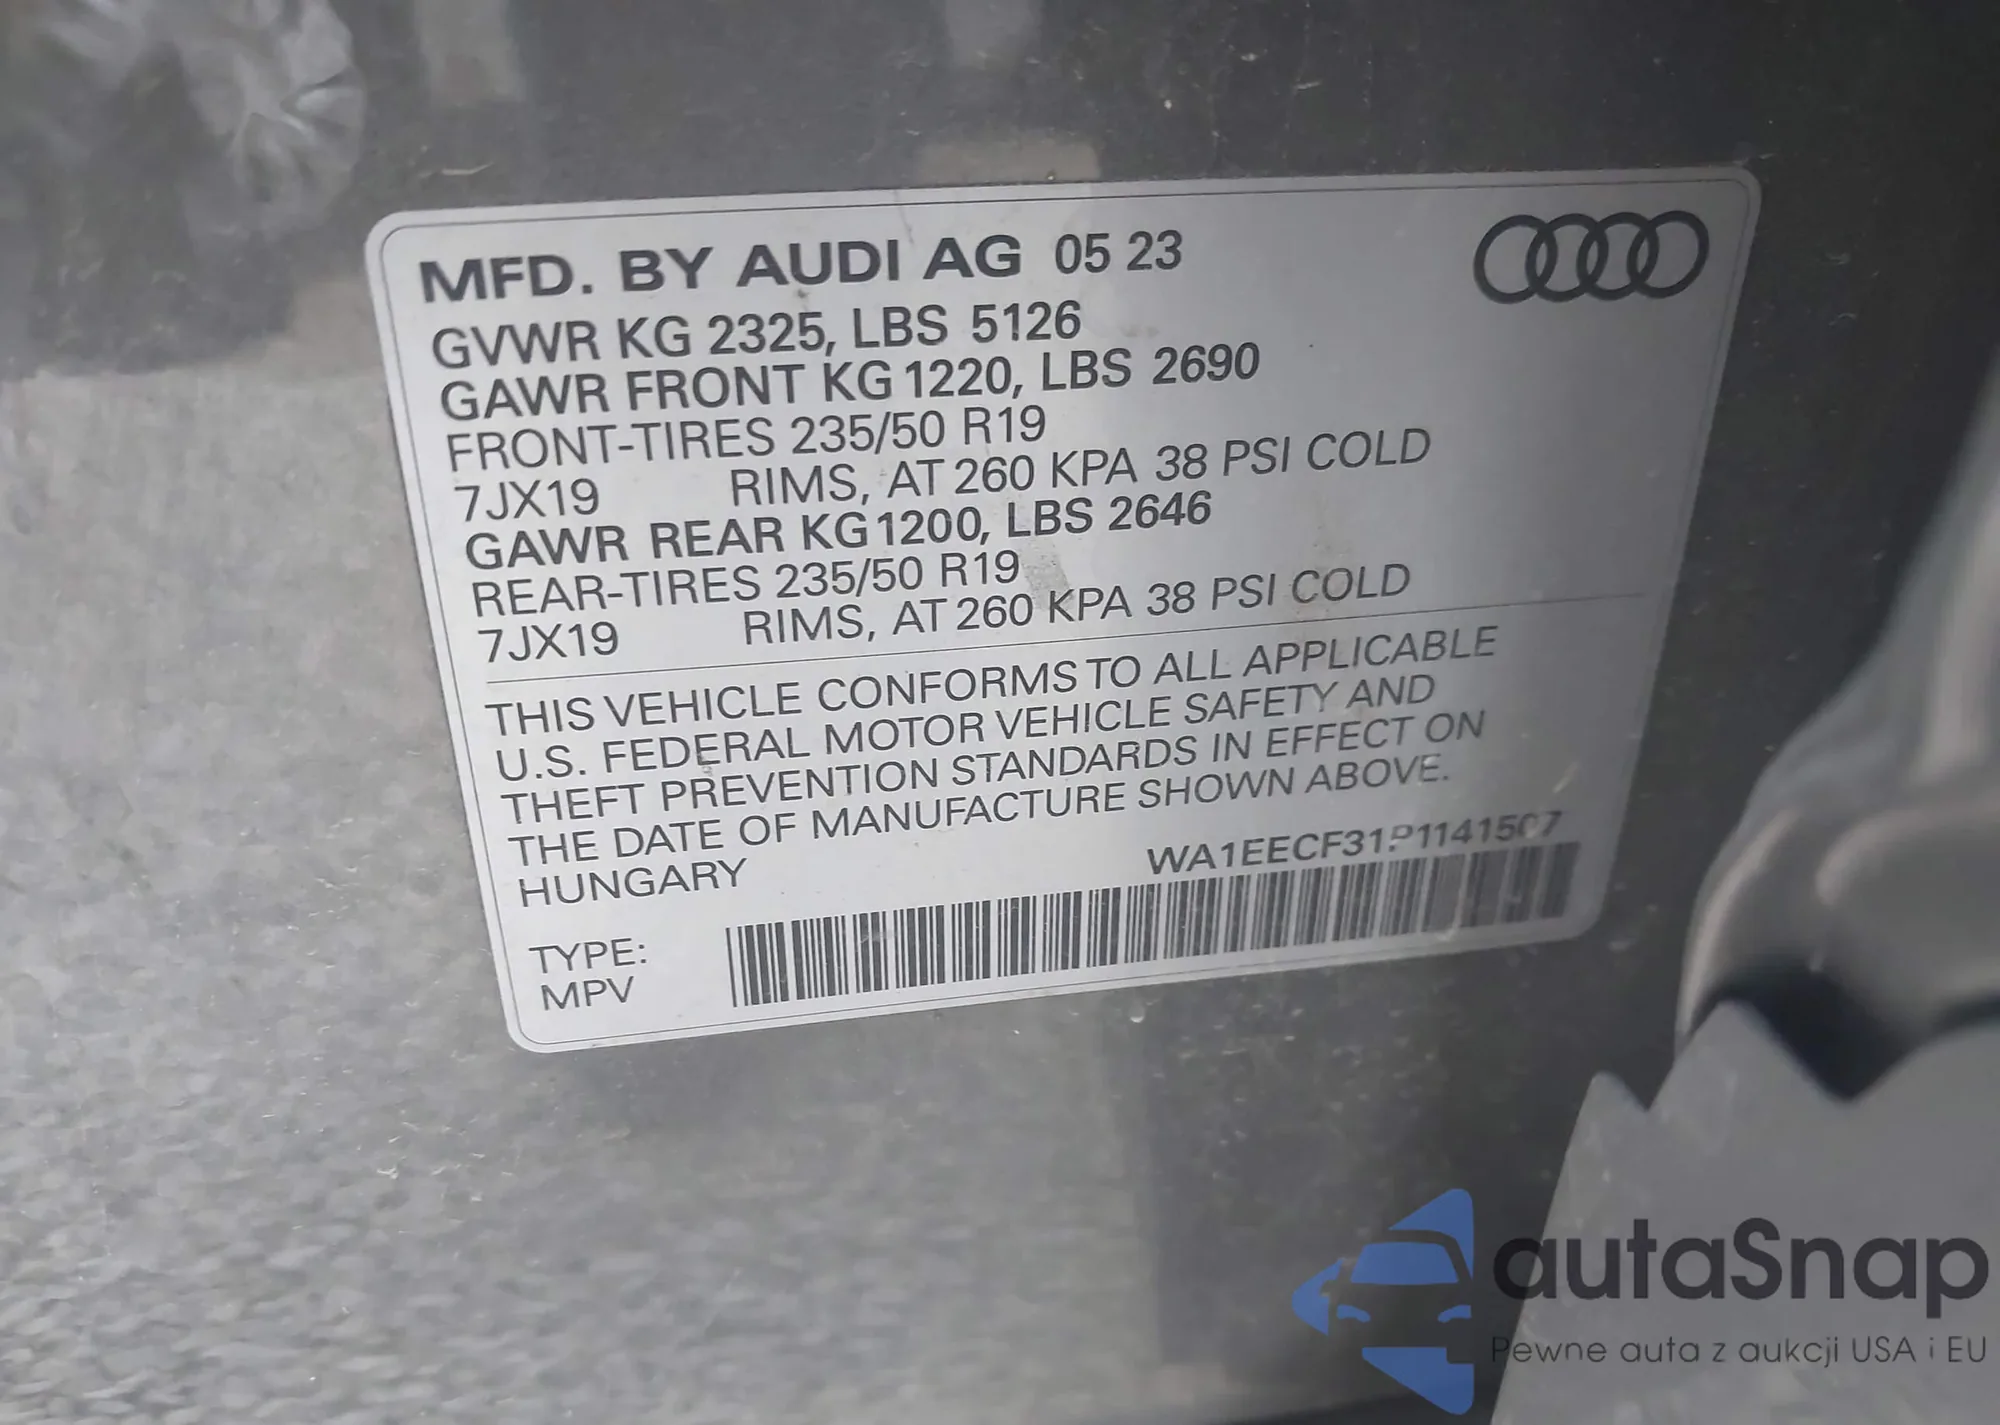 MFD. BY AUDI AG 05 23
GVWR KG 2325, LBS 5126
GAWR FRONT KG 1220, LBS 2690
FRONT-TIRES 235/50 R19
7JX19 RIMS, AT 260 KPA 38 PSI COLD
GAWR REAR KG 1200, LBS 2646
REAR-TIRES 235/50 R19
7JX19 RIMS, AT 260 KPA 38 PSI COLD
THIS VEHICLE CONFORMS TO ALL APPLICABLE
U.S. FEDERAL MOTOR VEHICLE SAFETY AND
THEFT PREVENTION STANDARDS IN EFFECT ON
THE DATE OF MANUFACTURE SHOWN ABOVE.
HUNGARY WA1EECF31P1141507
TYPE:
MPV
autaSnap
Pewne auta z aukcji USA i EU